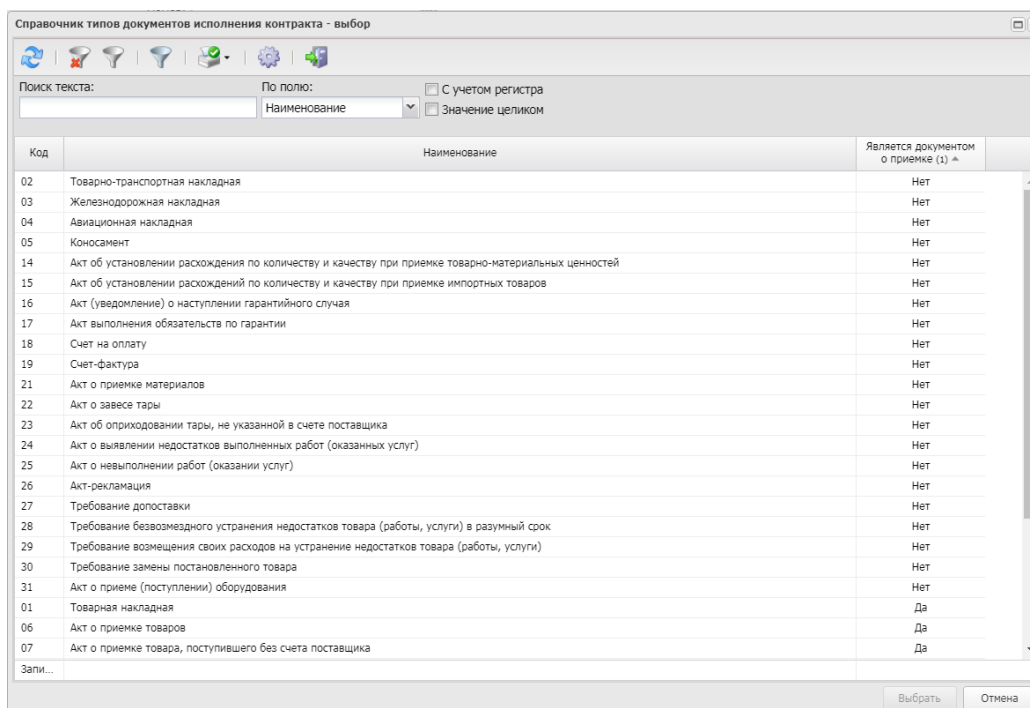 Справочник типов документов исполнения контракта - выбор
Поиск текста:
По полю:
С учетом регистра
Наименование
Значение целиком
Код Наименование Является документом
о приемке (1)
02 Товарно-транспортная накладная Нет
03 Железнодорожная накладная Нет
04 Авиационная накладная Нет
05 Коносамент Нет
14 Акт об установлении расхождения по количеству и качеству при приемке товарно-материальных ценностей Нет
15 Акт об установлении расхождений по количеству и качеству при приемке импортных товаров Нет
16 Акт (уведомление) о наступлении гарантийного случая Нет
17 Акт выполнения обязательств по гарантии Нет
18 Счет на оплату Нет
19 Счет-фактура Нет
21 Акт о приемке материалов Нет
22 Акт о завесе тары Нет
23 Акт об оприходовании тары, не указанной в счете поставщика Нет
24 Акт о выявлении недостатков выполненных работ (оказанных услуг) Нет
25 Акт о невыполнении работ (оказании услуг) Нет
26 Акт-рекламация Нет
27 Требование допоставки Нет
28 Требование безвозмездного устранения недостатков товара (работы, услуги) в разумный срок Нет
29 Требование возмещения своих расходов на устранение недостатков товара (работы, услуги) Нет
30 Требование замены постановленного товара Нет
31 Акт о приеме (поступлении) оборудования Нет
01 Товарная накладная Да
06 Акт о приемке товаров Да
07 Акт о приемке товара, поступившего без счета поставщика Да
Запи...
Выбрать Отмена